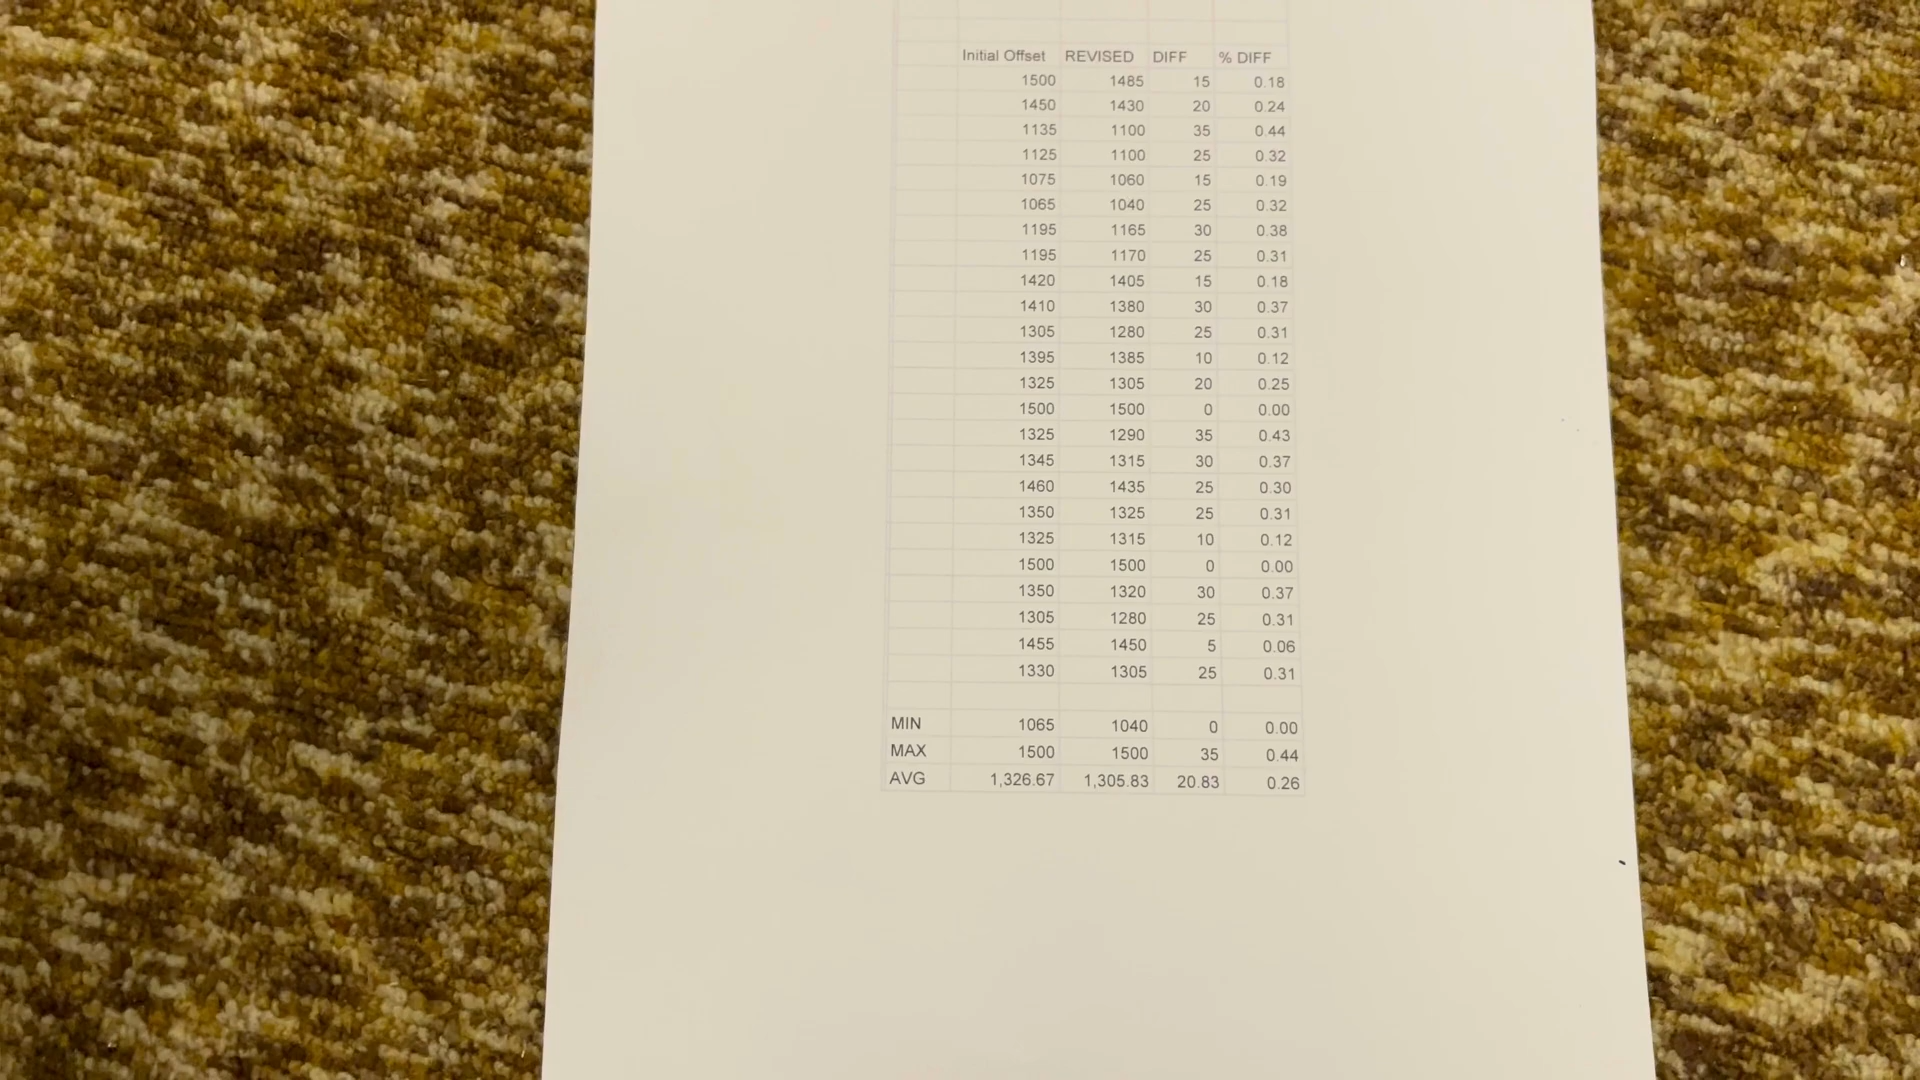 Initial Offset REVISED DIFF % DIFF
1500 1485 15 0.18
1450 1430 20 0.24
1135 1100 35 0.44
1125 1100 25 0.32
1075 1060 15 0.19
1065 1040 25 0.32
1195 1165 30 0.38
1195 1170 25 0.31
1420 1405 15 0.18
1410 1380 30 0.37
1305 1280 25 0.31
1395 1385 10 0.12
1325 1305 20 0.25
1500 1500 0 0.00
1325 1290 35 0.43
1345 1315 30 0.37
1460 1435 25 0.30
1350 1325 25 0.31
1325 1315 10 0.12
1500 1500 0 0.00
1350 1320 30 0.37
1305 1280 25 0.31
1455 1450 5 0.06
1330 1305 25 0.31
MIN 1065 1040 0 0.00
MAX 1500 1500 35 0.44
AVG 1,326.67 1,305.83 20.83 0.26